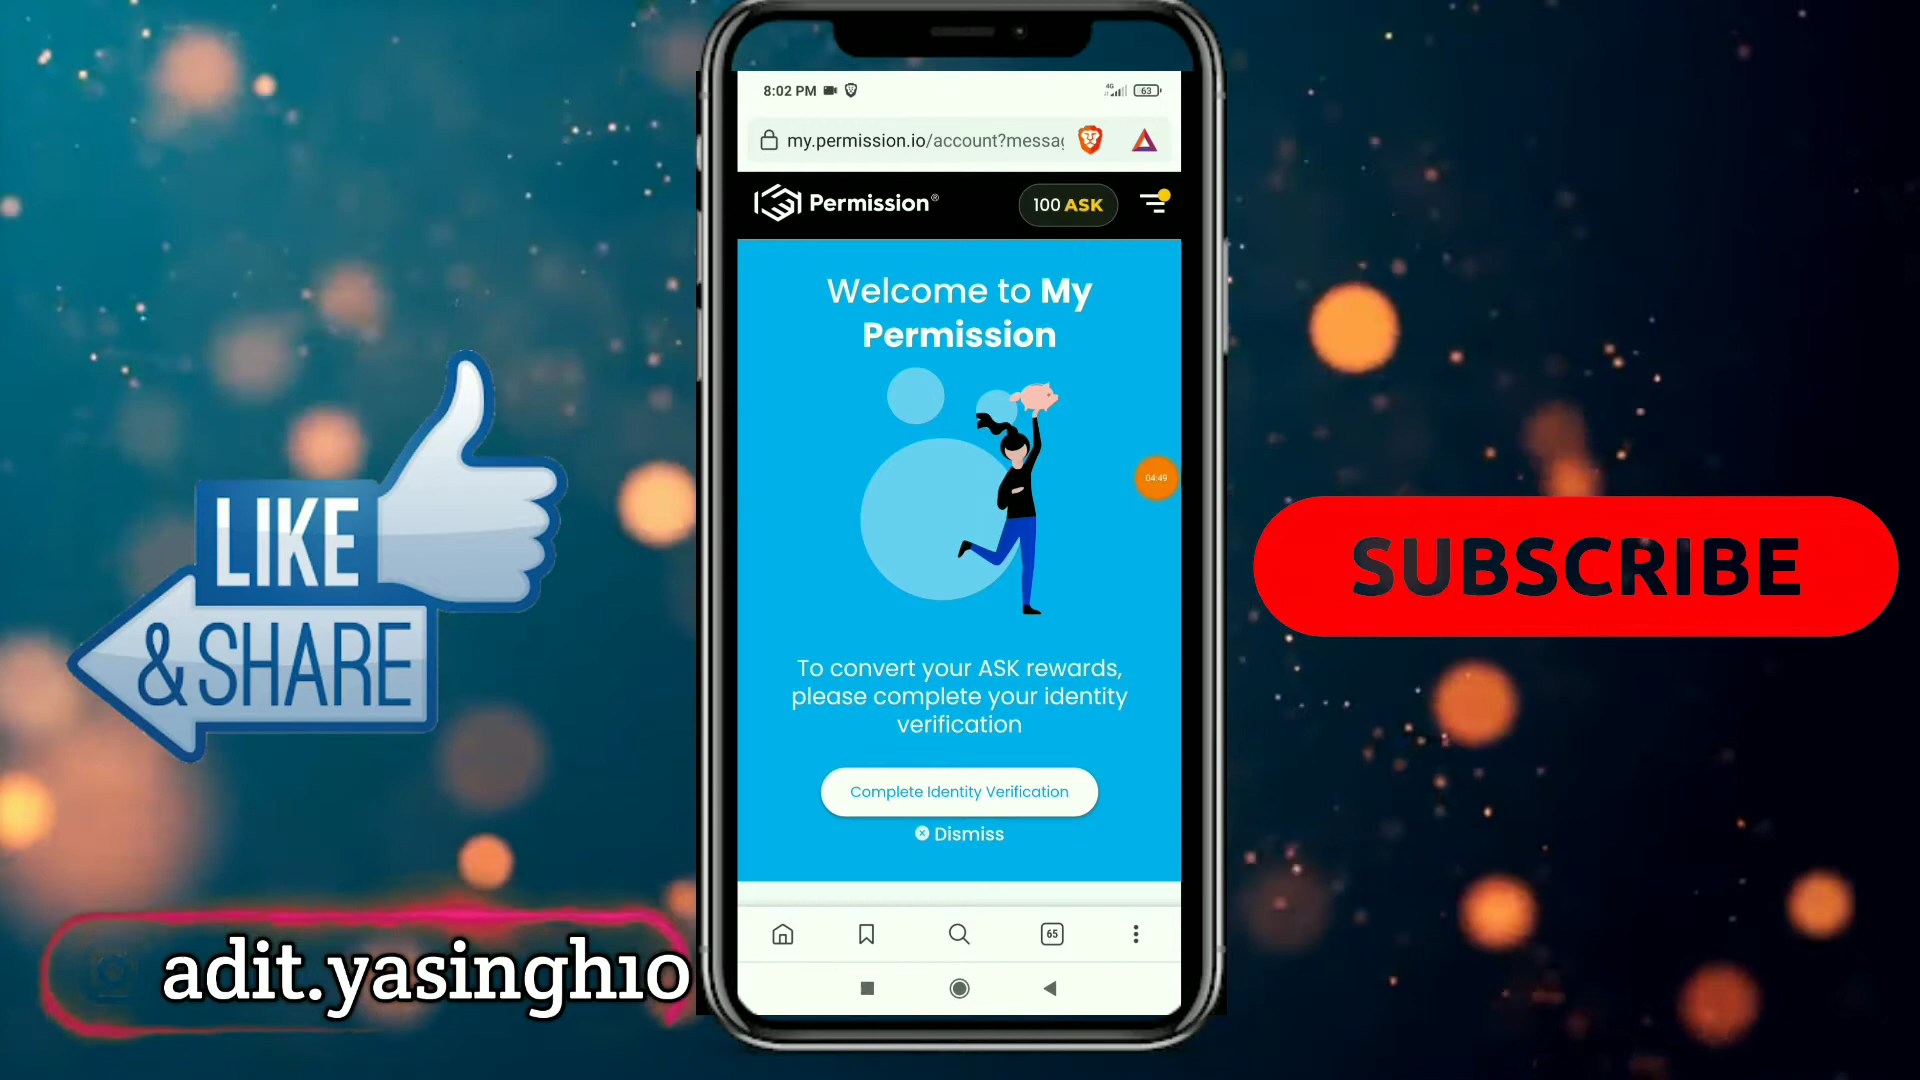 8:02 PM
4G
63
my.permission.io/account?messa
Permission®
100 ASK
Welcome to My
Permission
04:49
LIKE
& SHARE
SUBSCRIBE
To convert your ASK rewards,
please complete your identity
verification
Complete Identity Verification
Dismiss
65
adit.yasingh10